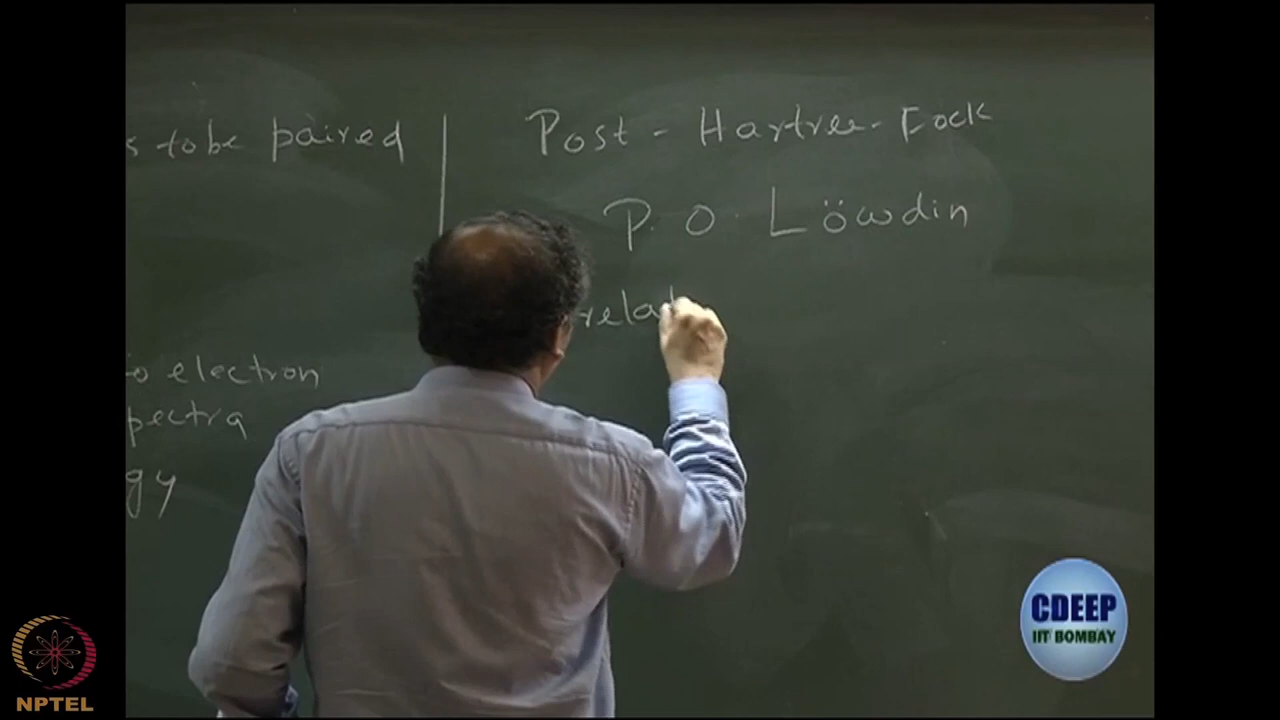 s to be paired
o electron
pectra
gy
Post - Hartree - Fock
P. O. Löwdin
relat
CDEEP
IIT BOMBAY
NPTEL